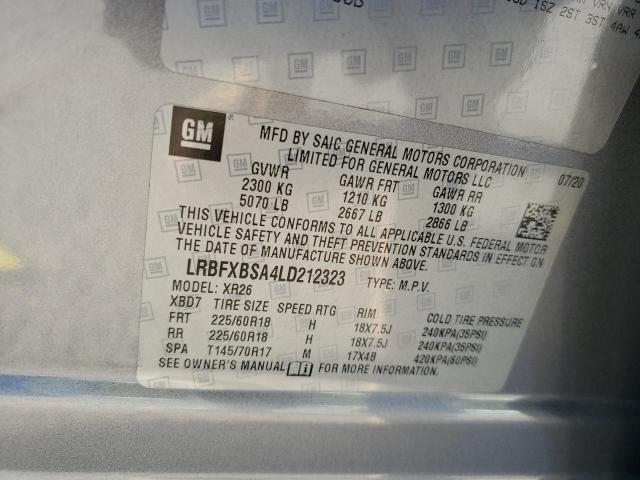 1SZ 2ST 3ST 4AW
GM
MFD BY SAIC GENERAL MOTORS CORPORATION
LIMITED FOR GENERAL MOTORS LLC
07/20
GVWR GAWR FRT GAWR RR
2300 KG 1210 KG 1300 KG
5070 LB 2667 LB 2866 LB
THIS VEHICLE CONFORMS TO ALL APPLICABLE U.S. FEDERAL MOTOR
VEHICLE SAFETY AND THEFT PREVENTION STANDARDS IN EFFECT ON
THE DATE OF MANUFACTURE SHOWN ABOVE.
LRBFXBSA4LD212323 TYPE: M.P.V.
MODEL: XR26
XBD7 TIRE SIZE SPEED RTG RIM COLD TIRE PRESSURE
FRT 225/60R18 H 18X7.5J 240KPA(35PSI)
RR 225/60R18 H 18X7.5J 240KPA(35PSI)
SPA T145/70R17 M 17X4B 420KPA(60PSI)
SEE OWNER'S MANUAL FOR MORE INFORMATION.